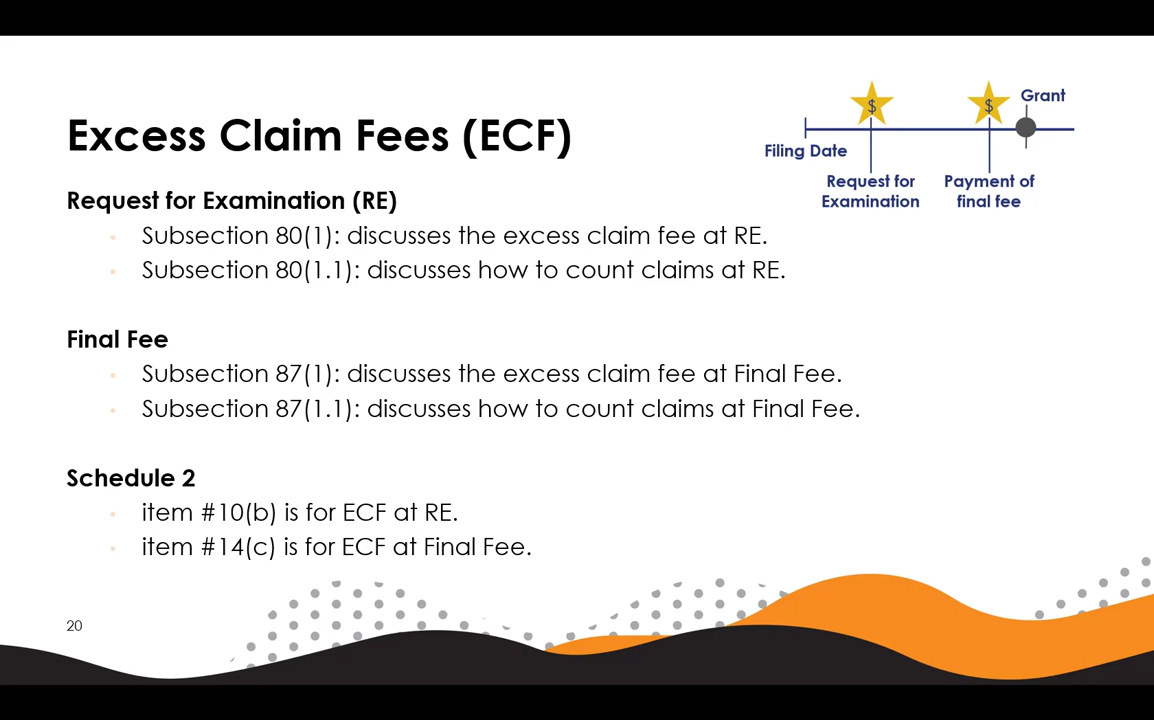 Excess Claim Fees (ECF)
$
$
Grant
Filing Date
Request for
Examination
Payment of
final fee
Request for Examination (RE)
Subsection 80(1): discusses the excess claim fee at RE.
Subsection 80(1.1): discusses how to count claims at RE.
Final Fee
Subsection 87(1): discusses the excess claim fee at Final Fee.
Subsection 87(1.1): discusses how to count claims at Final Fee.
Schedule 2
item #10(b) is for ECF at RE.
item #14(c) is for ECF at Final Fee.
20